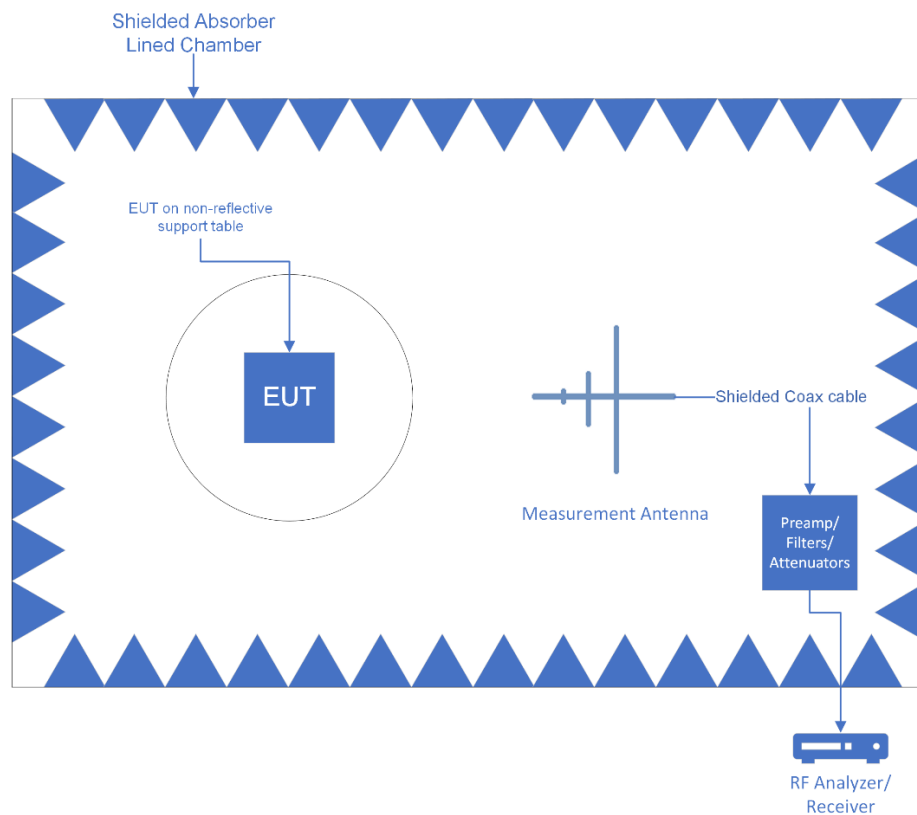 Shielded Absorber
Lined Chamber
EUT on non-reflective
support table
EUT
Shielded Coax cable
Measurement Antenna
Preamp/
Filters/
Attenuators
RF Analyzer/
Receiver